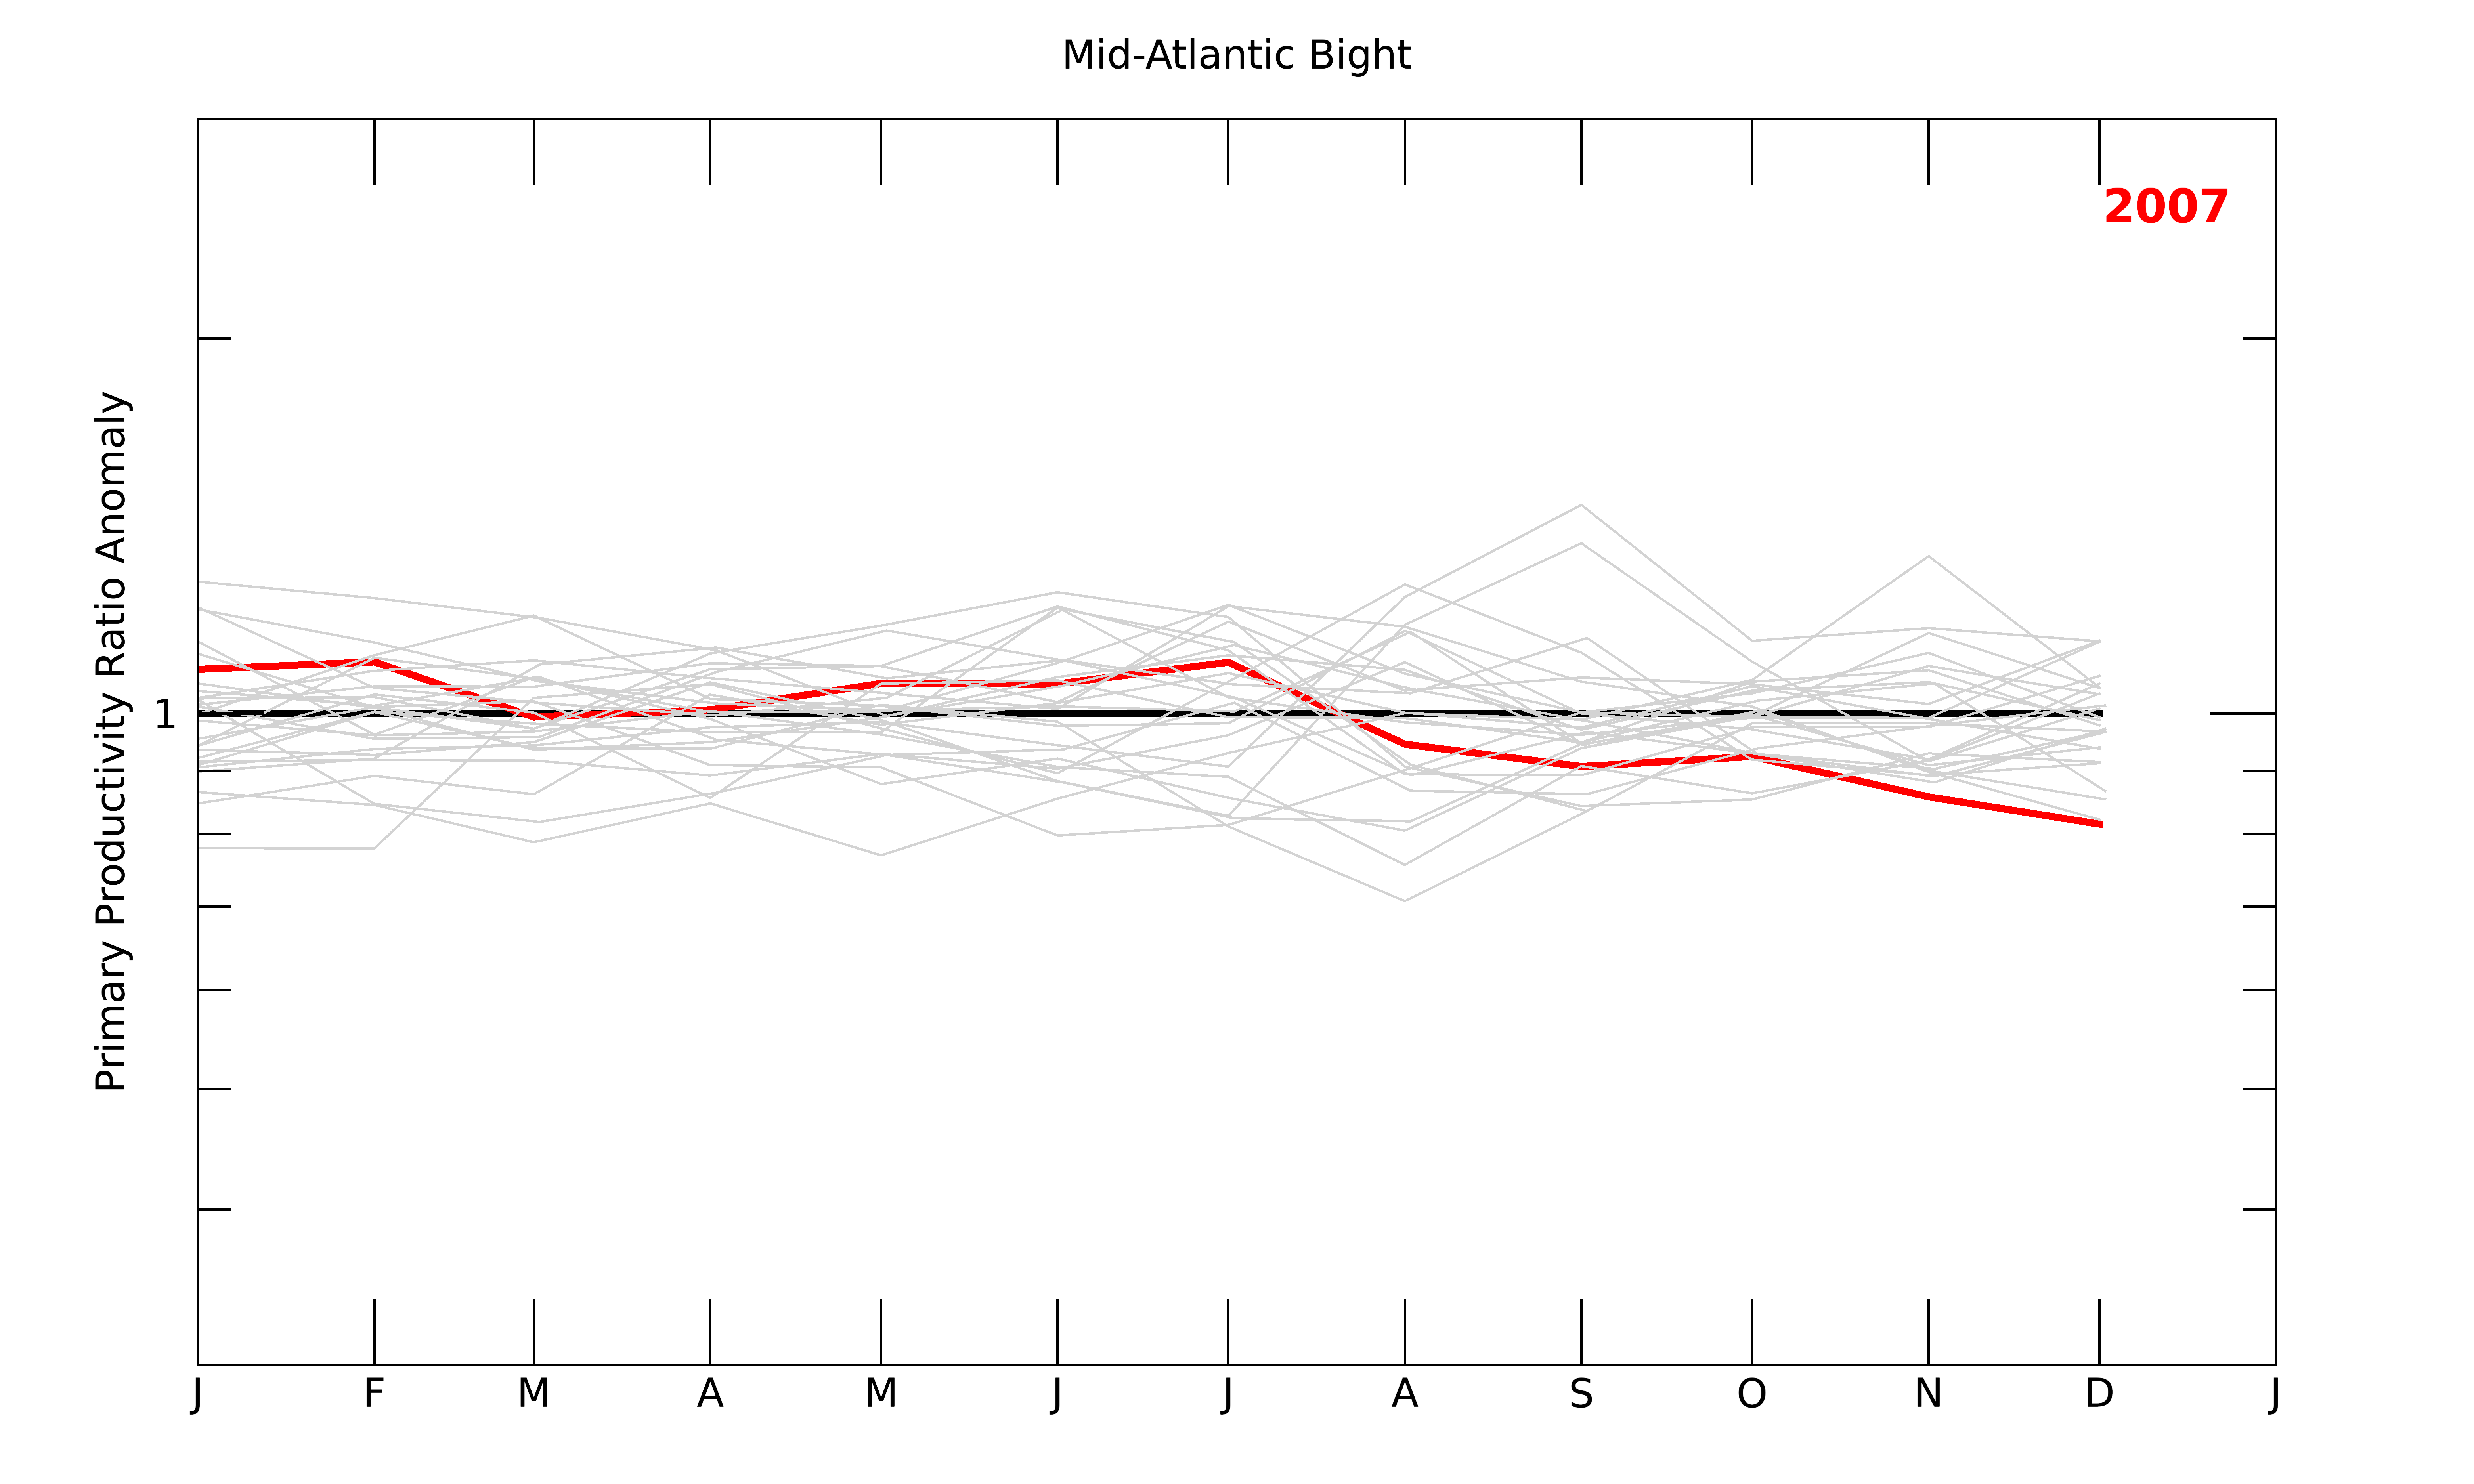 Mid-Atlantic Bight
2007
Primary Productivity Ratio Anomaly
1
J F M A M J J A S O N D J